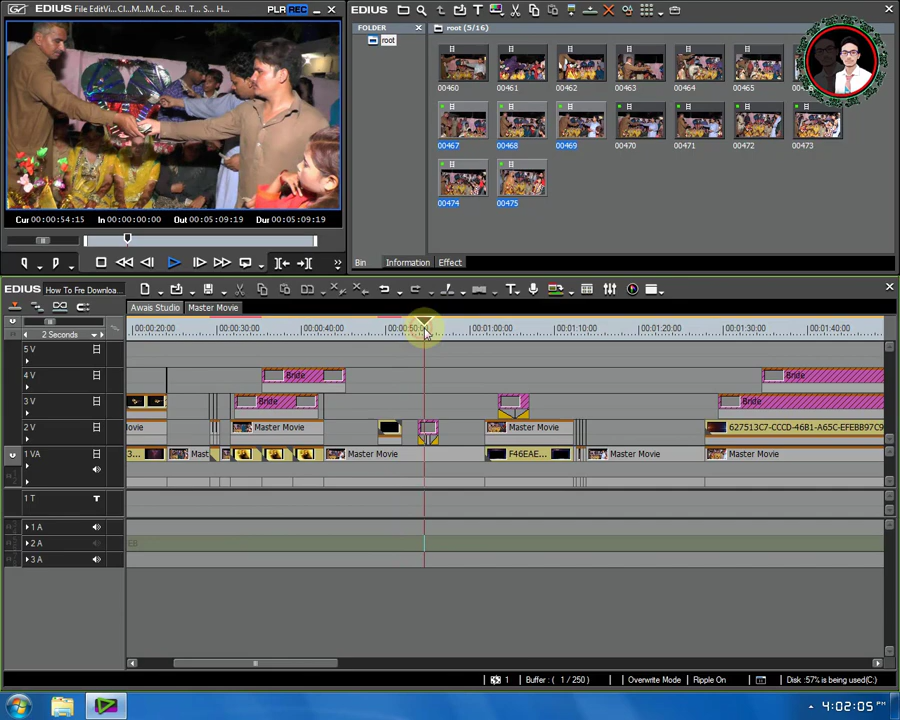 EDIUS File EditVi... C... M... C... R... T... S... H...
PLR REC
EDIUS
Cur 00:00:54:15 In 00:00:00:00 Out 00:05:09:19 Dur 00:05:09:19
FOLDER
root
root (5/16)
00460 00461 00462 00463 00464 00465
00467 00468 00469 00470 00471 00472 00473
00474 00475
Bin Information Effect
EDIUS How To Fre Downloa...
Awais Studio Master Movie
2 Seconds
00:00:20:00 00:00:30:00 00:00:40:00 00:00:50:00 00:01:00:00 00:01:10:00 00:01:20:00 00:01:30:00 00:01:40:00
5 V
4 V Bride Bride
3 V Bride Bride
2 V ovie Master Movie Master Movie 627513C7-CCCD-46B1-A65C-EFEBB97C9
1 VA 3... Mast Master Movie F46EAE... Master Movie Master Movie
1 T T
1 A
2 A EB
3 A
1 Buffer : ( 1 / 250 ) Overwrite Mode Ripple On Disk :57% is being used(C:)
4:02:05 PM